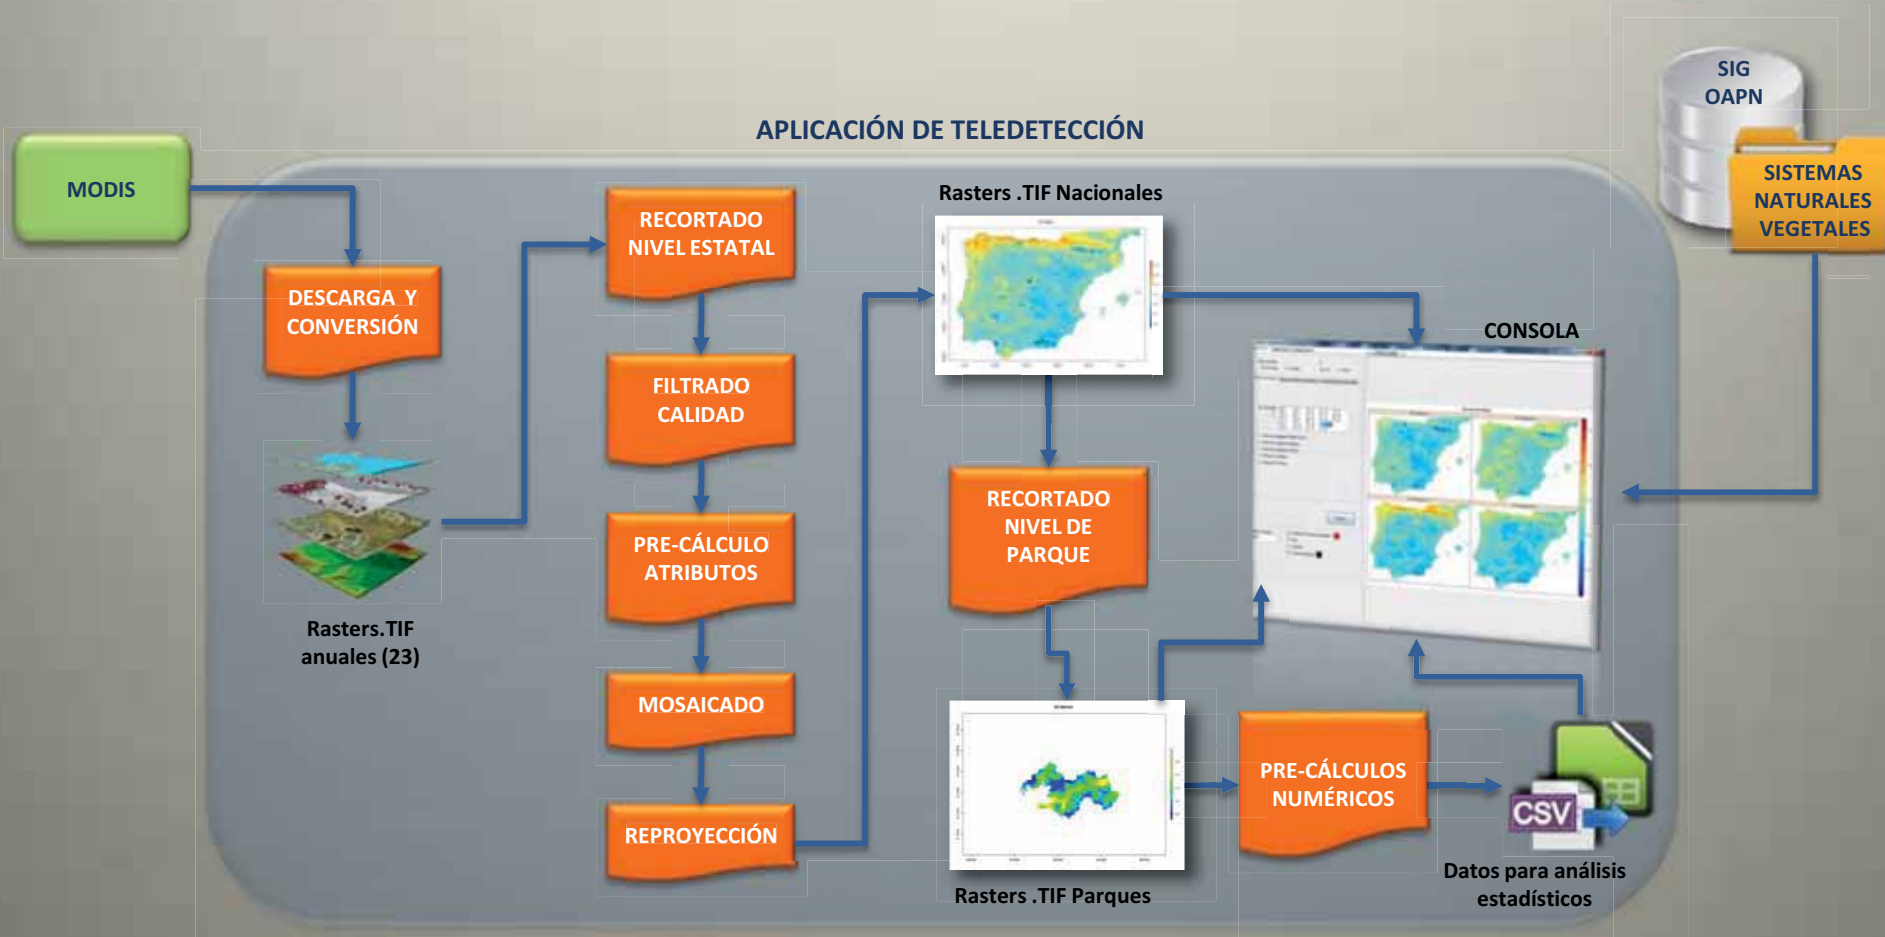 SIG
OAPN
APLICACIÓN DE TELEDETECCIÓN
MODIS
SISTEMAS
NATURALES
VEGETALES
DESCARGA Y
CONVERSIÓN
Rasters.TIF
anuales (23)
RECORTADO
NIVEL ESTATAL
FILTRADO
CALIDAD
PRE-CÁLCULO
ATRIBUTOS
MOSAICADO
REPROYECCIÓN
Rasters .TIF Nacionales
RECORTADO
NIVEL DE
PARQUE
Rasters .TIF Parques
CONSOLA
PRE-CÁLCULOS
NUMÉRICOS
CSV
Datos para análisis
estadísticos